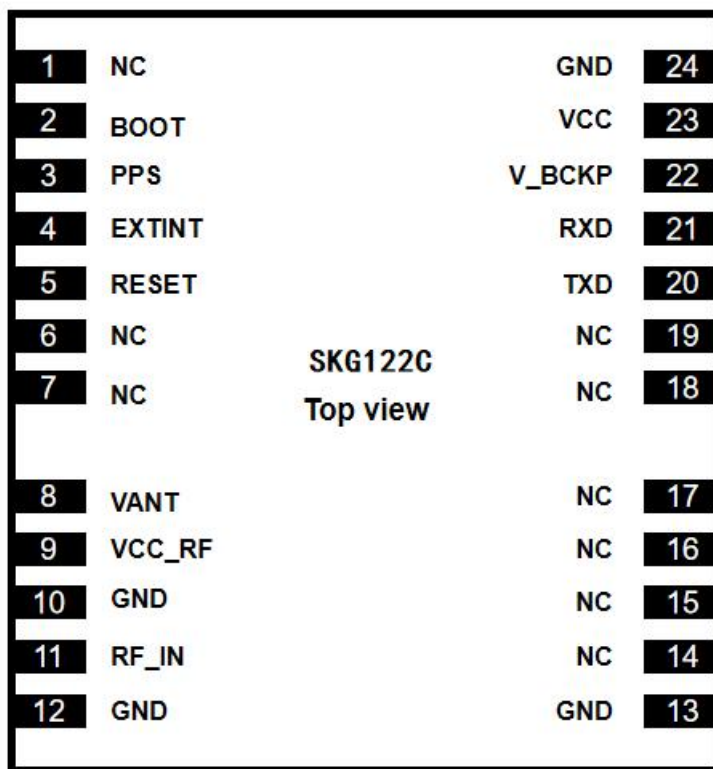 1 NC GND 24
2 BOOT VCC 23
3 PPS V_BCKP 22
4 EXTINT RXD 21
5 RESET TXD 20
6 NC NC 19
SKG122C
7 NC NC 18
Top view
8 VANT NC 17
9 VCC_RF NC 16
10 GND NC 15
11 RF_IN NC 14
12 GND GND 13